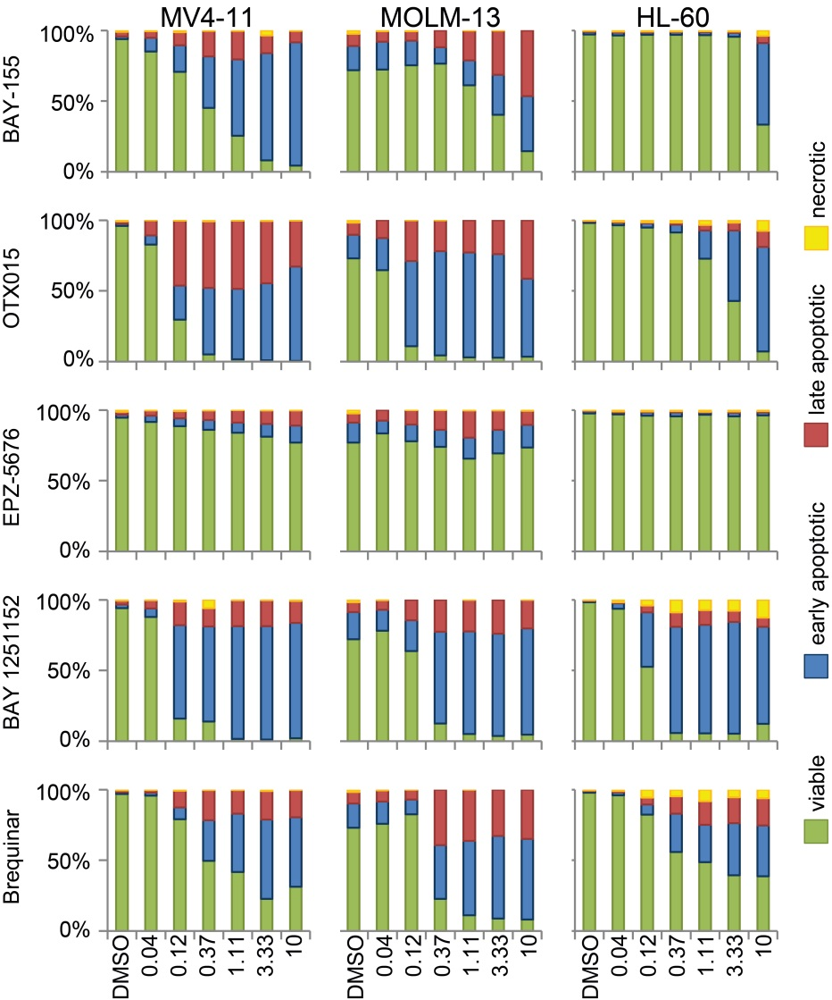 MV4-11 MOLM-13 HL-60
BAY-155
100%
50%
0%
OTX015
100%
50%
0%
EPZ-5676
100%
50%
0%
BAY 1251152
100%
50%
0%
Brequinar
100%
50%
0%
DMSO 0.04 0.12 0.37 1.11 3.33 10 DMSO 0.04 0.12 0.37 1.11 3.33 10 DMSO 0.04 0.12 0.37 1.11 3.33 10
viable early apoptotic late apoptotic necrotic